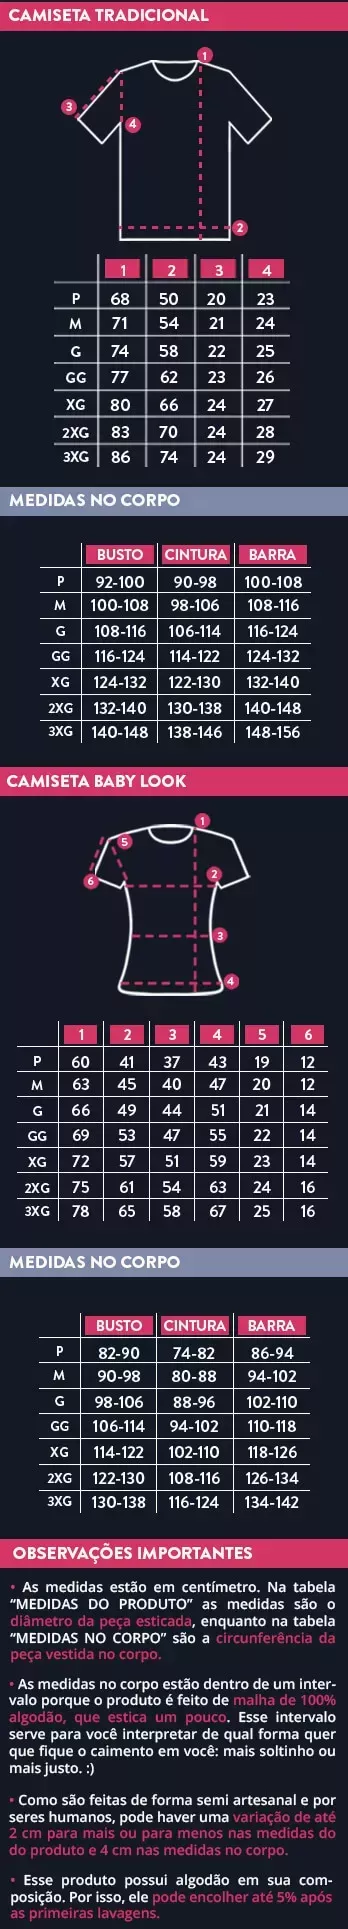 CAMISETA TRADICIONAL
1
3
4
2
1 2 3 4
P 68 50 20 23
M 71 54 21 24
G 74 58 22 25
GG 77 62 23 26
XG 80 66 24 27
2XG 83 70 24 28
3XG 86 74 24 29
MEDIDAS NO CORPO
BUSTO CINTURA BARRA
P 92-100 90-98 100-108
M 100-108 98-106 108-116
G 108-116 106-114 116-124
GG 116-124 114-122 124-132
XG 124-132 122-130 132-140
2XG 132-140 130-138 140-148
3XG 140-148 138-146 148-156
CAMISETA BABY LOOK
1
5
2
6
3
4
1 2 3 4 5 6
P 60 41 37 43 19 12
M 63 45 40 47 20 12
G 66 49 44 51 21 14
GG 69 53 47 55 22 14
XG 72 57 51 59 23 14
2XG 75 61 54 63 24 16
3XG 78 65 58 67 25 16
MEDIDAS NO CORPO
BUSTO CINTURA BARRA
P 82-90 74-82 86-94
M 90-98 80-88 94-102
G 98-106 88-96 102-110
GG 106-114 94-102 110-118
XG 114-122 102-110 118-126
2XG 122-130 108-116 126-134
3XG 130-138 116-124 134-142
OBSERVAÇÕES IMPORTANTES
• As medidas estão em centímetro. Na tabela
“MEDIDAS DO PRODUTO” as medidas são o
diâmetro da peça esticada, enquanto na tabela
“MEDIDAS NO CORPO” são a circunferência da
peça vestida no corpo.
• As medidas no corpo estão dentro de um inter-
valo porque o produto é feito de malha de 100%
algodão, que estica um pouco. Esse intervalo
serve para você interpretar de qual forma quer
que fique o caimento em você: mais soltinho ou
mais justo. :)
• Como são feitas de forma semi artesanal e por
seres humanos, pode haver uma variação de até
2 cm para mais ou para menos nas medidas do
do produto e 4 cm nas medidas no corpo.
• Esse produto possui algodão em sua com-
posição. Por isso, ele pode encolher até 5% após
as primeiras lavagens.